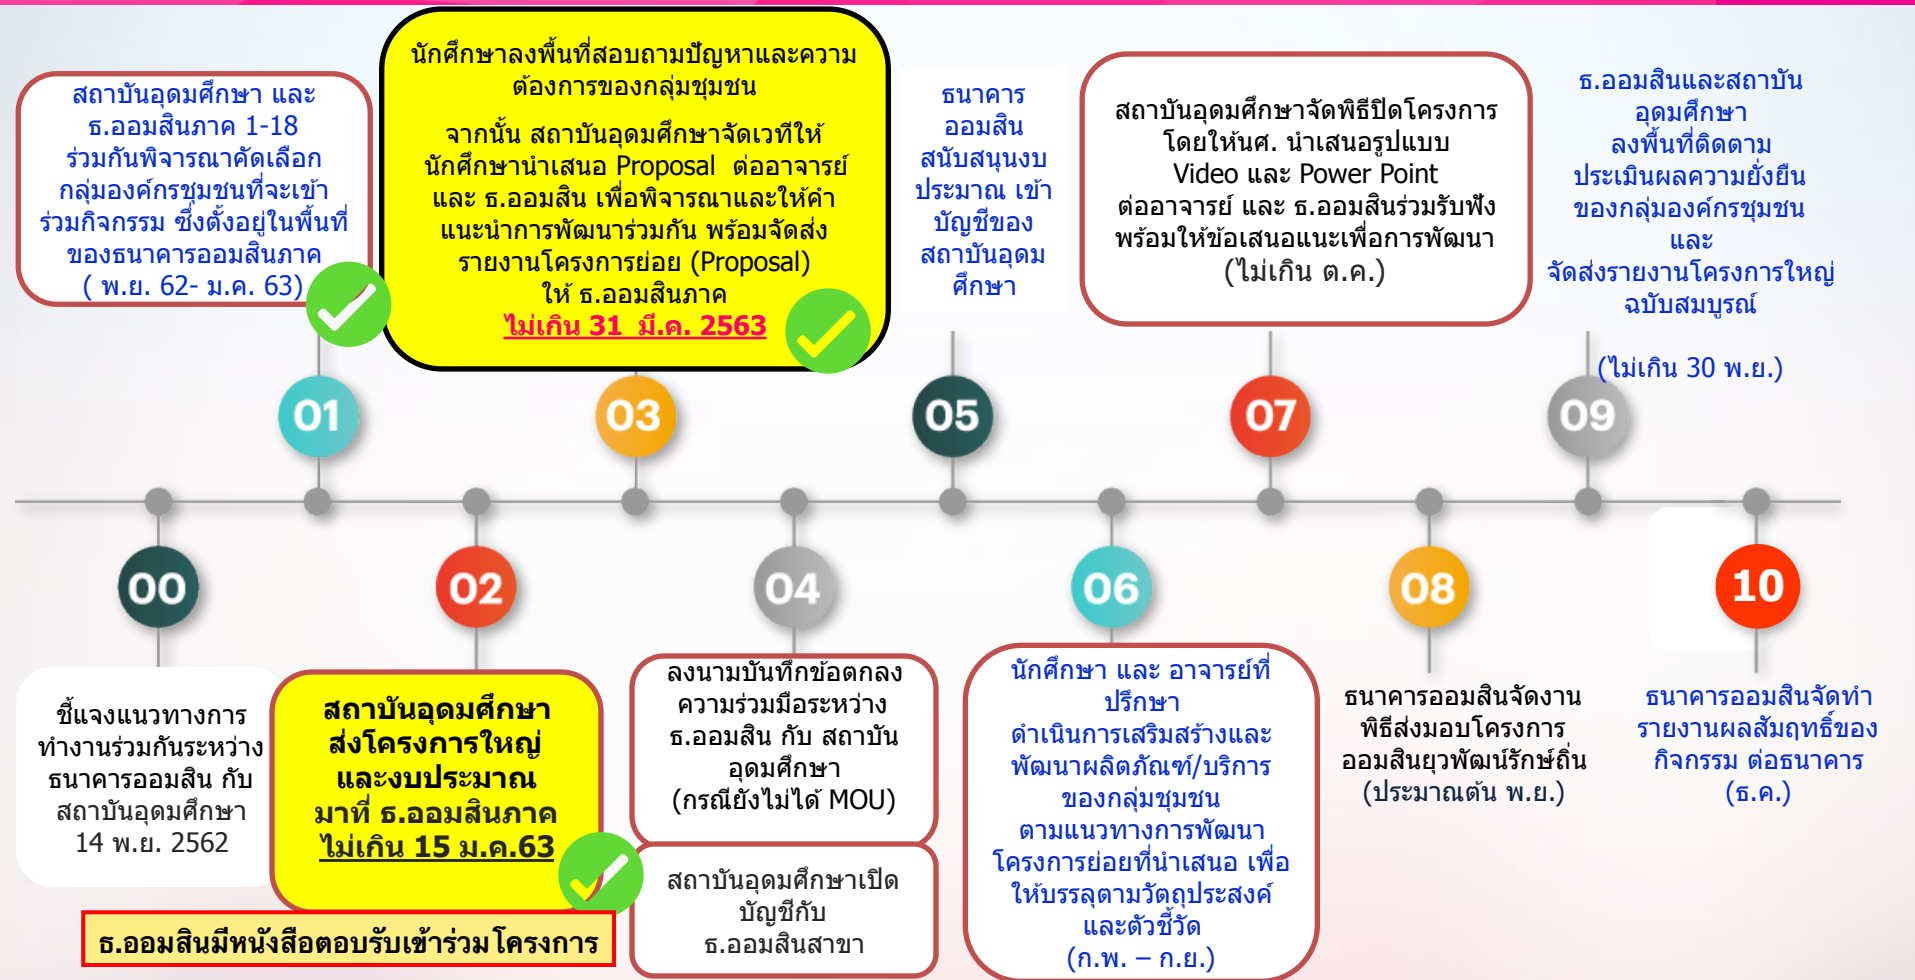 สถาบันอุดมศึกษา และ
ธ.ออมสินภาค 1-18
ร่วมกันพิจารณาคัดเลือก
กลุ่มองค์กรชุมชนที่จะเข้า
ร่วมกิจกรรม ซึ่งตั้งอยู่ในพื้นที่
ของธนาคารออมสินภาค
( พ.ย. 62- ม.ค. 63)
นักศึกษาลงพื้นที่สอบถามปัญหาและความ
ต้องการของกลุ่มชุมชน
จากนั้น สถาบันอุดมศึกษาจัดเวทีให้
นักศึกษานำเสนอ Proposal ต่ออาจารย์
และ ธ.ออมสิน เพื่อพิจารณาและให้คำ
แนะนำการพัฒนาร่วมกัน พร้อมจัดส่ง
รายงานโครงการย่อย (Proposal)
ให้ ธ.ออมสินภาค
ไม่เกิน 31 มี.ค. 2563
ธนาคาร
ออมสิน
สนับสนุนงบ
ประมาณ เข้า
บัญชีของ
สถาบันอุดม
ศึกษา
สถาบันอุดมศึกษาจัดพิธีปิดโครงการ
โดยให้นศ. นำเสนอรูปแบบ
Video และ Power Point
ต่ออาจารย์ และ ธ.ออมสินร่วมรับฟัง
พร้อมให้ข้อเสนอแนะเพื่อการพัฒนา
(ไม่เกิน ต.ค.)
ธ.ออมสินและสถาบัน
อุดมศึกษา
ลงพื้นที่ติดตาม
ประเมินผลความยั่งยืน
ของกลุ่มองค์กรชุมชน
และ
จัดส่งรายงานโครงการใหญ่
ฉบับสมบูรณ์
(ไม่เกิน 30 พ.ย.)
01
03
05
07
09
00
02
04
06
08
10
ชี้แจงแนวทางการ
ทำงานร่วมกันระหว่าง
ธนาคารออมสิน กับ
สถาบันอุดมศึกษา
14 พ.ย. 2562
สถาบันอุดมศึกษา
ส่งโครงการใหญ่
และงบประมาณ
มาที่ ธ.ออมสินภาค
ไม่เกิน 15 ม.ค.63
ธ.ออมสินมีหนังสือตอบรับเข้าร่วมโครงการ
ลงนามบันทึกข้อตกลง
ความร่วมมือระหว่าง
ธ.ออมสิน กับ สถาบัน
อุดมศึกษา
(กรณียังไม่ได้ MOU)
สถาบันอุดมศึกษาเปิด
บัญชีกับ
ธ.ออมสินสาขา
นักศึกษา และ อาจารย์ที่
ปรึกษา
ดำเนินการเสริมสร้างและ
พัฒนาผลิตภัณฑ์/บริการ
ของกลุ่มชุมชน
ตามแนวทางการพัฒนา
โครงการย่อยที่นำเสนอ เพื่อ
ให้บรรลุตามวัตถุประสงค์
และตัวชี้วัด
(ก.พ. – ก.ย.)
ธนาคารออมสินจัดงาน
พิธีส่งมอบโครงการ
ออมสินยุวพัฒน์รักษ์ถิ่น
(ประมาณต้น พ.ย.)
ธนาคารออมสินจัดทำ
รายงานผลสัมฤทธิ์ของ
กิจกรรม ต่อธนาคาร
(ธ.ค.)